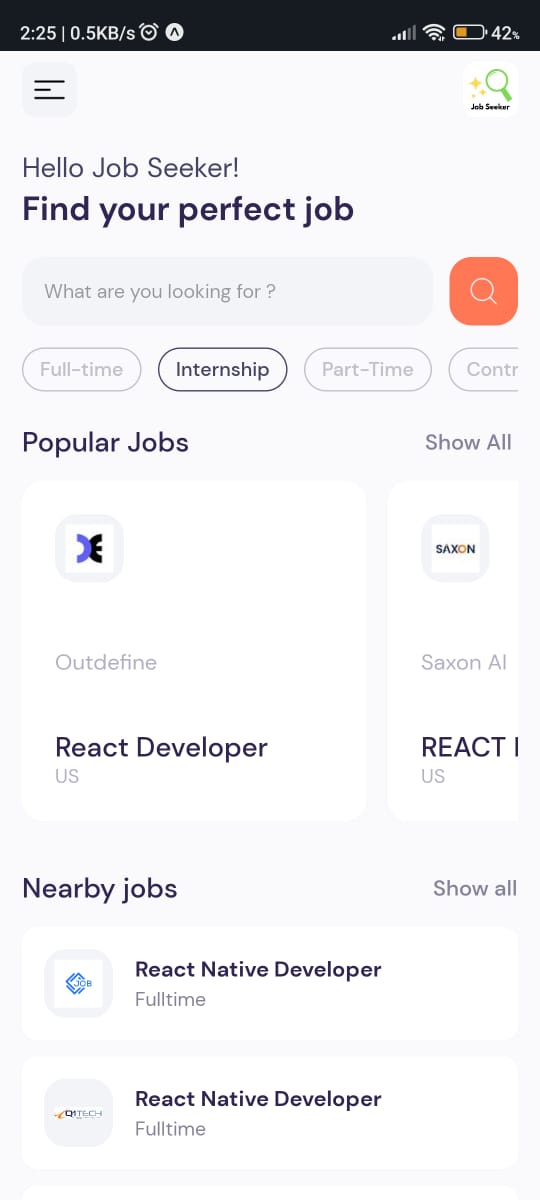 2:25 | 0.5KB/s
42%
Job Seeker
Hello Job Seeker!
Find your perfect job
What are you looking for ?
Full-time
Internship
Part-Time
Contr
Popular Jobs
Show All
SAXON
Outdefine
Saxon AI
React Developer
REACT
US
US
Nearby jobs
Show all
JOB
React Native Developer
Fulltime
TECH
React Native Developer
Fulltime